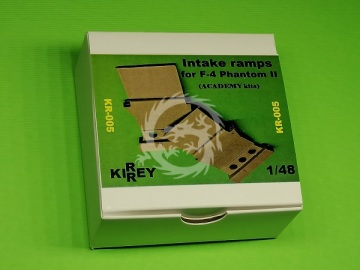 Intake ramps
for F-4 Phantom II
(ACADEMY kits)
KR-005
KR-005
KIRREY
1/48